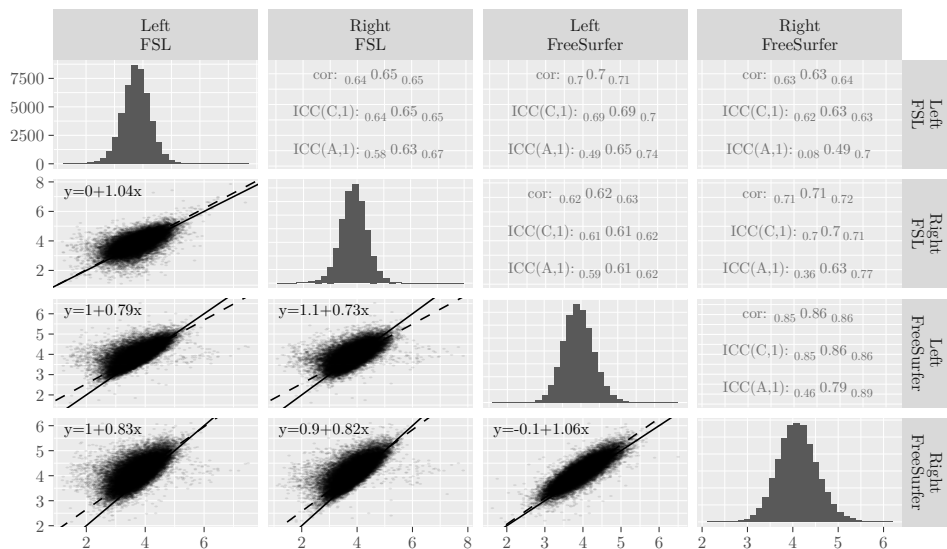 Left
FSL
Right
FSL
Left
FreeSurfer
Right
FreeSurfer
7500
5000
2500
0
cor: 0.64 0.65 0.65
ICC(C,1): 0.64 0.65 0.65
ICC(A,1): 0.58 0.63 0.67
cor: 0.7 0.7 0.71
ICC(C,1): 0.69 0.69 0.7
ICC(A,1): 0.49 0.65 0.74
cor: 0.63 0.63 0.64
ICC(C,1): 0.62 0.63 0.63
ICC(A,1): 0.08 0.49 0.7
Left
FSL
8
6
4
2
y=0+1.04x
cor: 0.62 0.62 0.63
ICC(C,1): 0.61 0.61 0.62
ICC(A,1): 0.59 0.61 0.62
cor: 0.71 0.71 0.72
ICC(C,1): 0.7 0.7 0.71
ICC(A,1): 0.36 0.63 0.77
Right
FSL
6
5
4
3
2
y=1+0.79x
y=1.1+0.73x
cor: 0.85 0.86 0.86
ICC(C,1): 0.85 0.86 0.86
ICC(A,1): 0.46 0.79 0.89
Left
FreeSurfer
6
5
4
3
2
y=1+0.83x
y=0.9+0.82x
y=-0.1+1.06x
Right
FreeSurfer
2 4 6
2 4 6 8
2 3 4 5 6
2 3 4 5 6